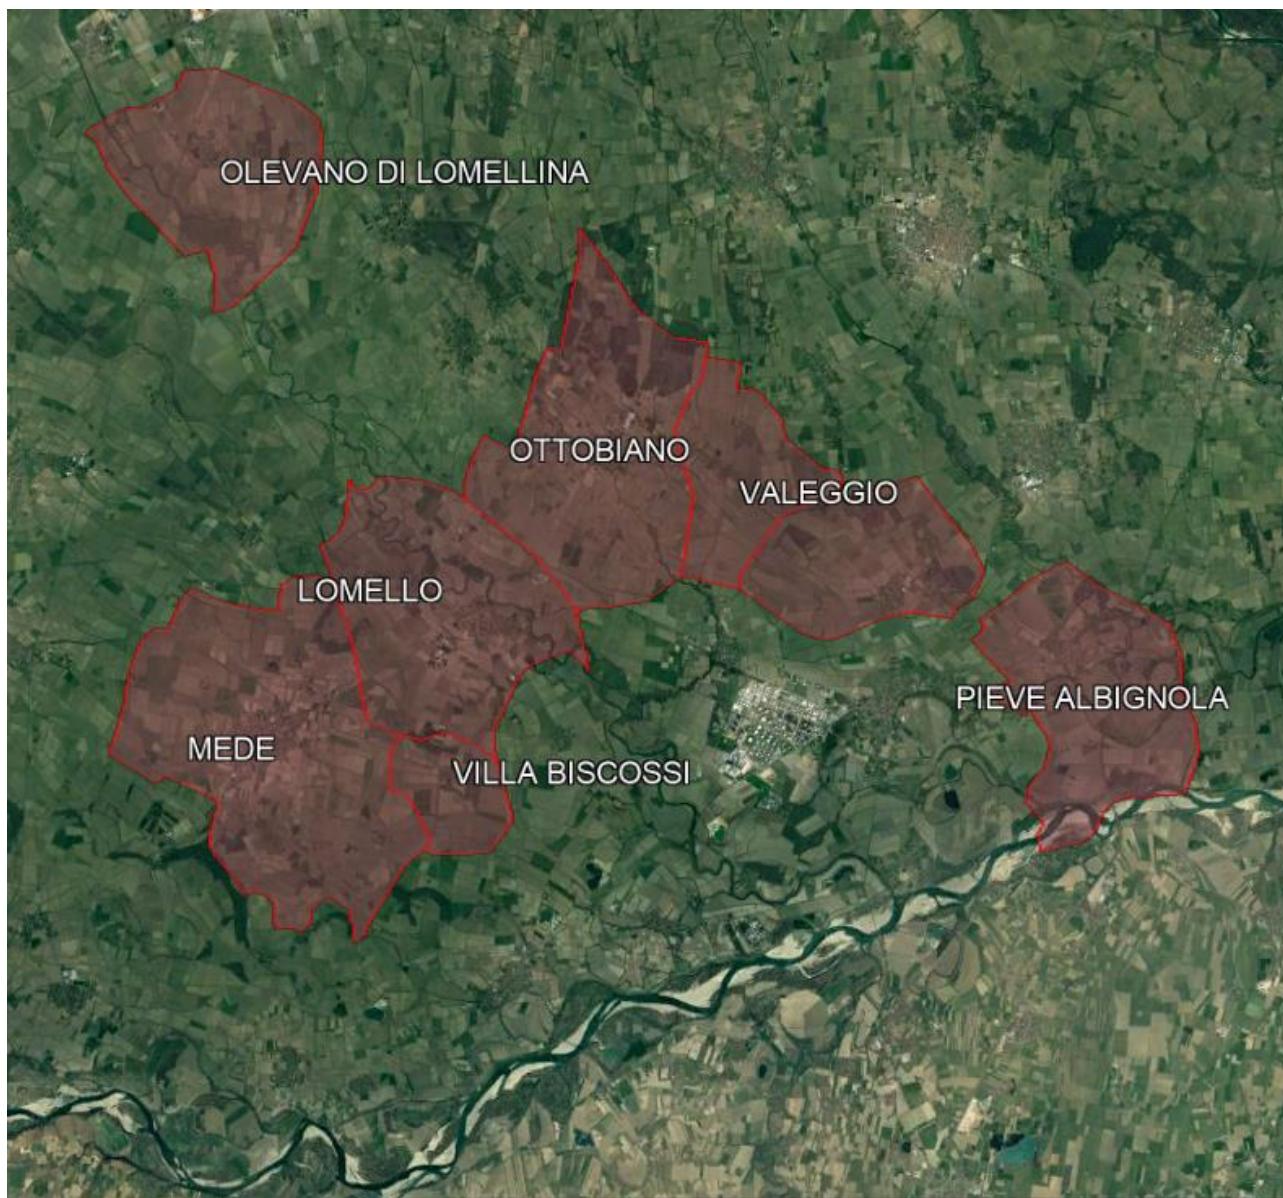 OLEVANO DI LOMELLINA
OTTOBIANO
VALEGGIO
LOMELLO
PIEVE ALBIGNOLA
MEDE
VILLA BISCOSSI